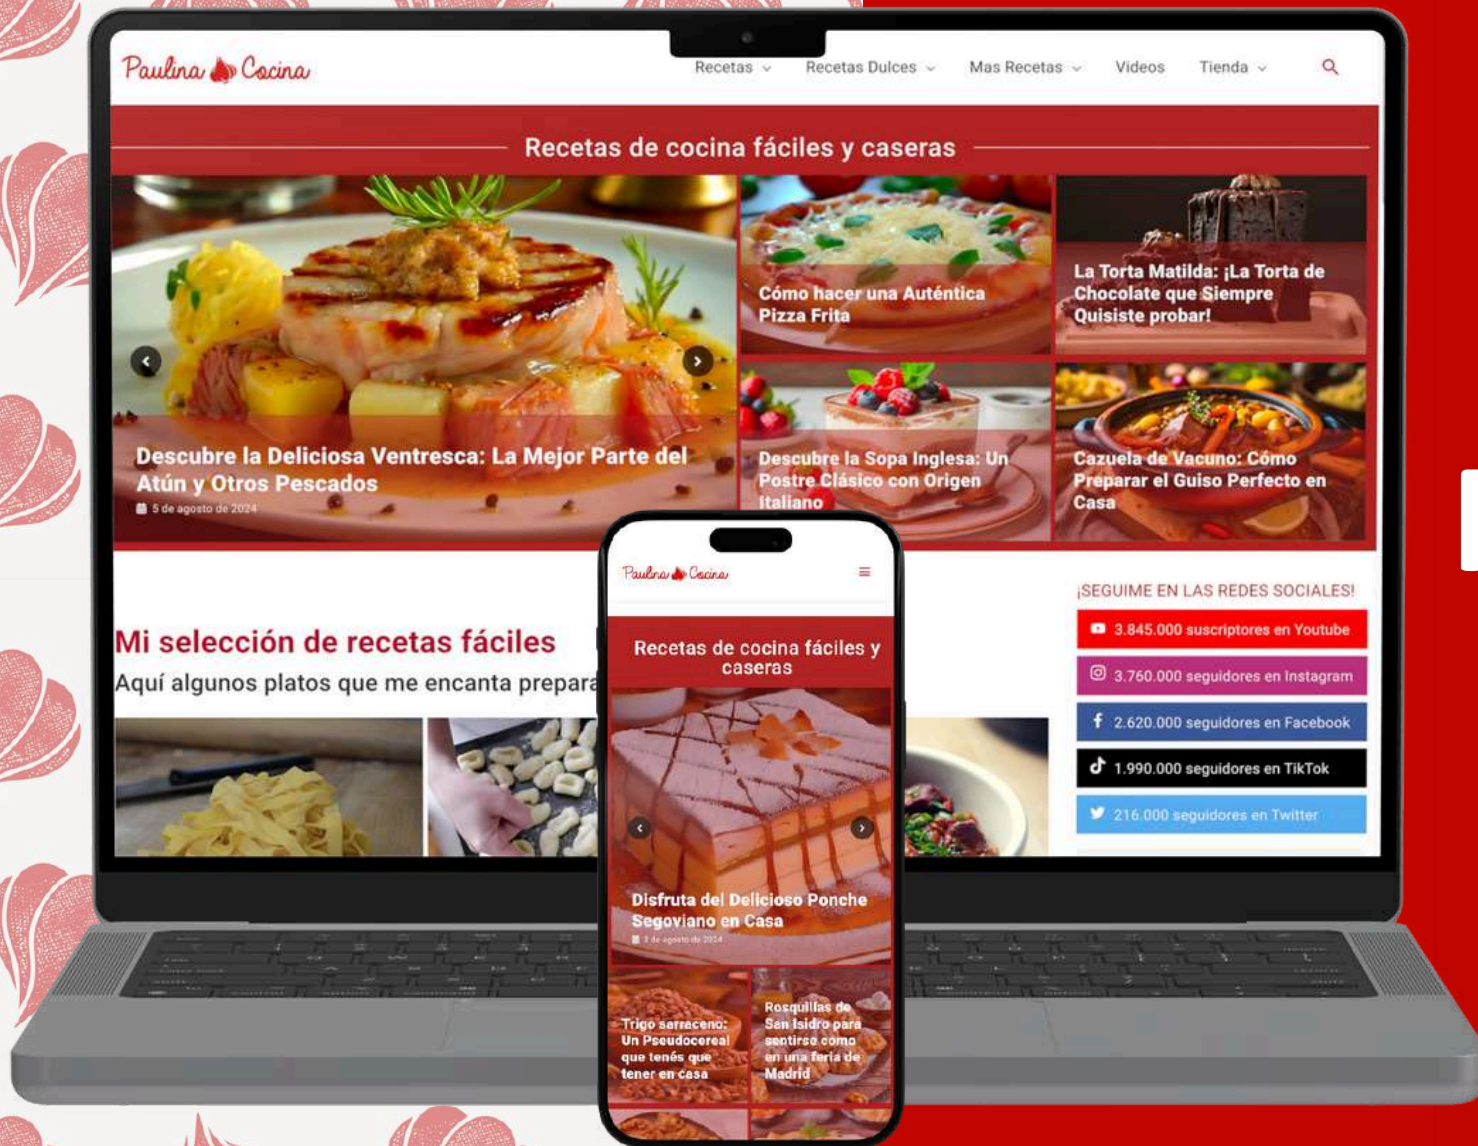 Paulina Cocina
Recetas
Recetas Dulces
Mas Recetas
Videos
Tienda
Recetas de cocina fáciles y caseras
Descubre la Deliciosa Ventresca: La Mejor Parte del
Atún y Otros Pescados
5 de agosto de 2024
Cómo hacer una Auténtica
Pizza Frita
La Torta Matilda: ¡La Torta de
Chocolate que Siempre
Quisiste probar!
Descubre la Sopa Inglesa: Un
Postre Clásico con Origen
Italiano
Cazuela de Vacuno: Cómo
Preparar el Guiso Perfecto en
Casa
Mi selección de recetas fáciles
Aquí algunos platos que me encanta prepara
¡SEGUIME EN LAS REDES SOCIALES!
3.845.000 suscriptores en Youtube
3.760.000 seguidores en Instagram
2.620.000 seguidores en Facebook
1.990.000 seguidores en TikTok
216.000 seguidores en Twitter
Paulina Cocina
Recetas de cocina fáciles y
caseras
Disfruta del Delicioso Ponche
Segoviano en Casa
de agosto de 2024
Trigo sarraceno:
Un Pseudocereal
que tenés que
tener en casa
Rosquillas de
San Isidro para
sentirse como
en una feria de
Madrid